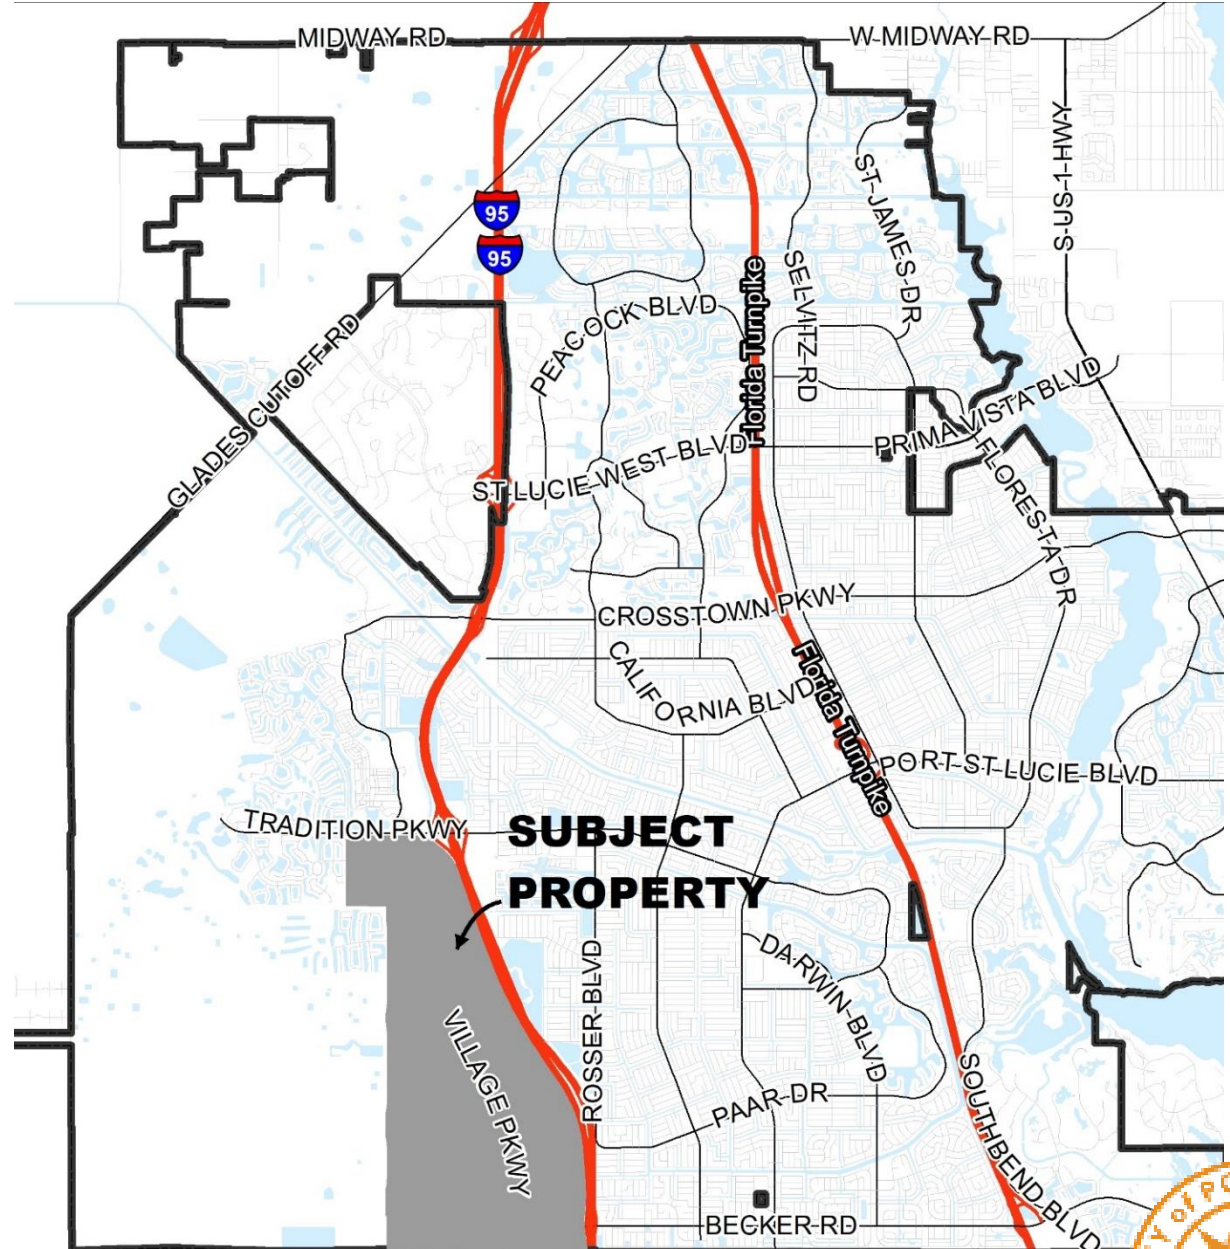 MIDWAY RD
W MIDWAY RD
S US 1 HWY
ST JAMES DR
95
95
SELVITZ RD
Florida Turnpike
PEACOCK BLVD
GLADES CUTOFF RD
PRIMA VISTA BLVD
ST LUCIE WEST BLVD
FLORESTA DR
CROSSTOWN PKWY
CALIFORNIA BLVD
Florida Turnpike
PORT ST LUCIE BLVD
TRADITION PKWY
SUBJECT
PROPERTY
DARWIN BLVD
ROSSER BLVD
VILLAGE PKWY
PAAR DR
SOUTHBEND BLVD
BECKER RD